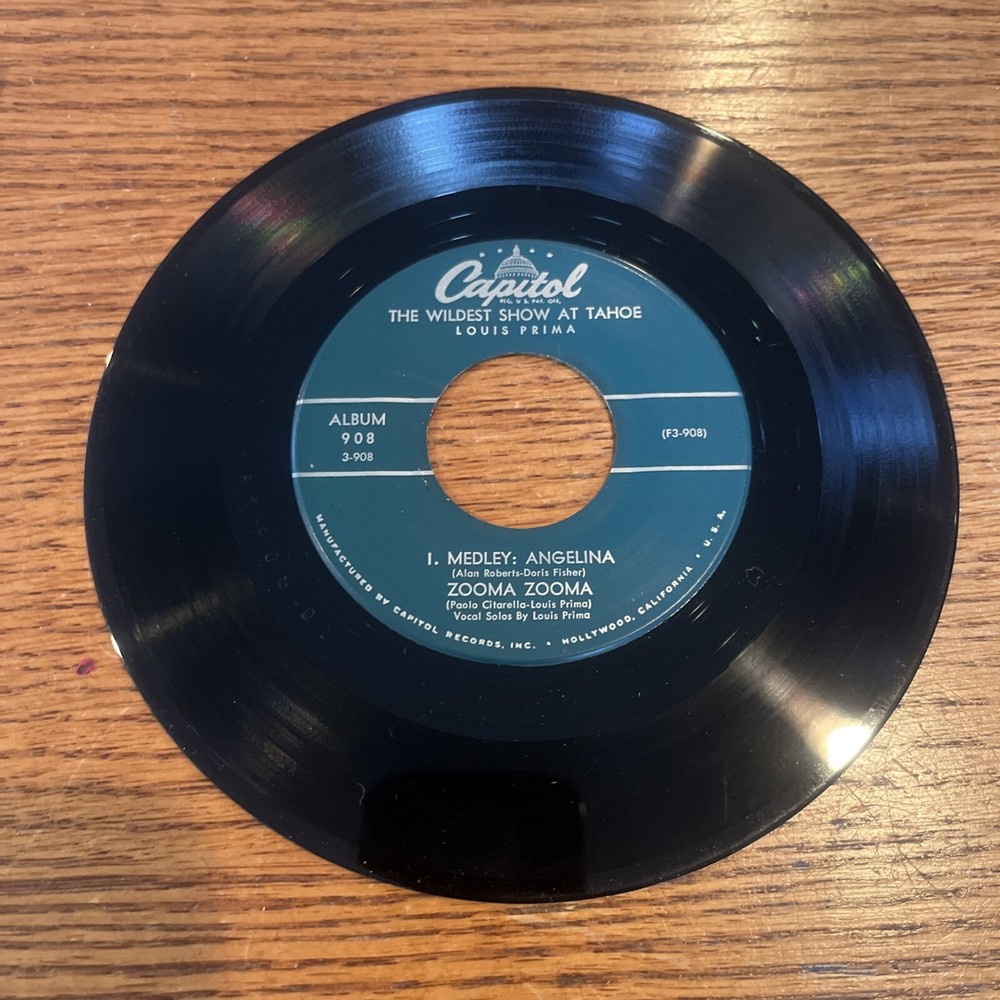 Capitol
REG. U.S. PAT. OFF.
THE WILDEST SHOW AT TAHOE
LOUIS PRIMA
ALBUM
908
3-908
(F3-908)
1. MEDLEY: ANGELINA
(Alan Roberts-Doris Fisher)
ZOOMA ZOOMA
(Paolo Citarella-Louis Prima)
Vocal Solos By Louis Prima
MANUFACTURED BY CAPITOL RECORDS, INC. • HOLLYWOOD, CALIFORNIA • U.S.A.